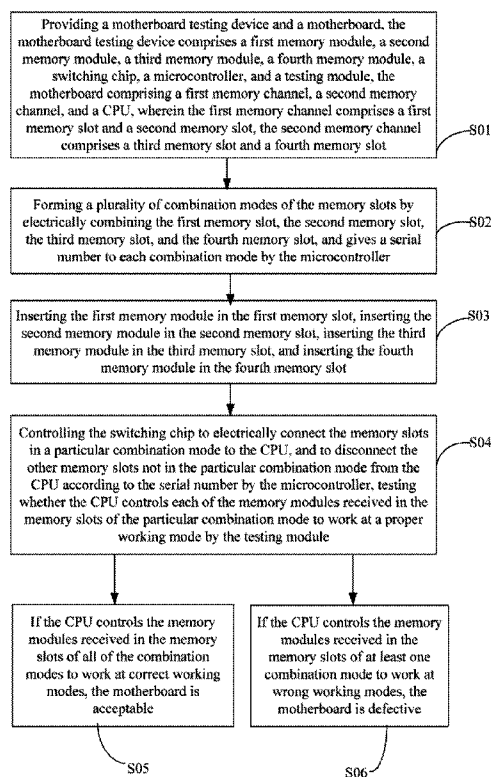 Providing a motherboard testing device and a motherboard, the
motherboard testing device comprises a first memory module, a
second memory module, a third memory module, a fourth memory module, a
switching chip, a microcontroller, and a testing module, the
motherboard comprising a first memory channel, a second memory
channel, and a CPU, wherein the first memory channel comprises a first
memory slot and a second memory slot, the second memory channel
comprises a third memory slot and a fourth memory slot
S01
Forming a plurality of combination modes of the memory slots by
electrically combining the first memory slot, the second memory slot,
the third memory slot, and the fourth memory slot, and gives a serial
number to each combination mode by the microcontroller
S02
Inserting the first memory module in the first memory slot, inserting the
second memory module in the second memory slot, inserting the third
memory module in the third memory slot, and inserting the fourth
memory module in the fourth memory slot
S03
Controlling the switching chip to electrically connect the memory slots
in a particular combination mode to the CPU, and to disconnect the
other memory slots not in the particular combination mode from the
CPU according to the serial number by the microcontroller, testing
whether the CPU controls each of the memory modules received in the
memory slots of the particular combination mode to work at a proper
working mode by the testing module
S04
If the CPU controls the memory
modules received in the memory
slots of all of the combination
modes to work at correct working
modes, the motherboard is
acceptable
S05
If the CPU controls the memory
modules received in the
memory slots of at least one
combination mode to work at
wrong working modes, the
motherboard is defective
S06